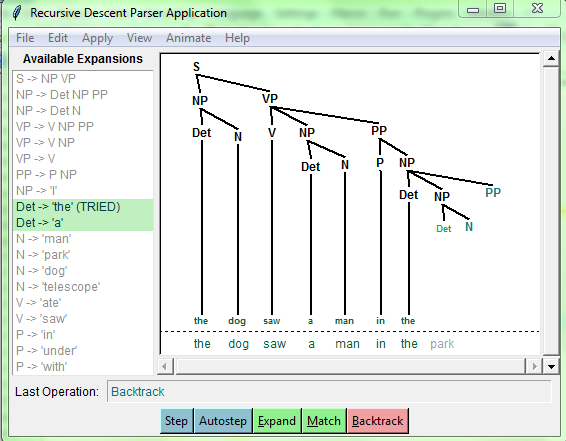 Recursive Descent Parser Application
File Edit Apply View Animate Help
Available Expansions
S -> NP VP
NP -> Det NP PP
NP -> Det N
VP -> V NP PP
VP -> V NP
VP -> V
PP -> P NP
NP -> 'I'
Det -> 'the' (TRIED)
Det -> 'a'
N -> 'man'
N -> 'park'
N -> 'dog'
N -> 'telescope'
V -> 'ate'
V -> 'saw'
P -> 'in'
P -> 'under'
P -> 'with'
S
NP VP
Det N V NP PP
Det N P NP
Det NP PP
Det N
the dog saw a man in the
the dog saw a man in the park
Last Operation: Backtrack
Step Autostep Expand Match Backtrack